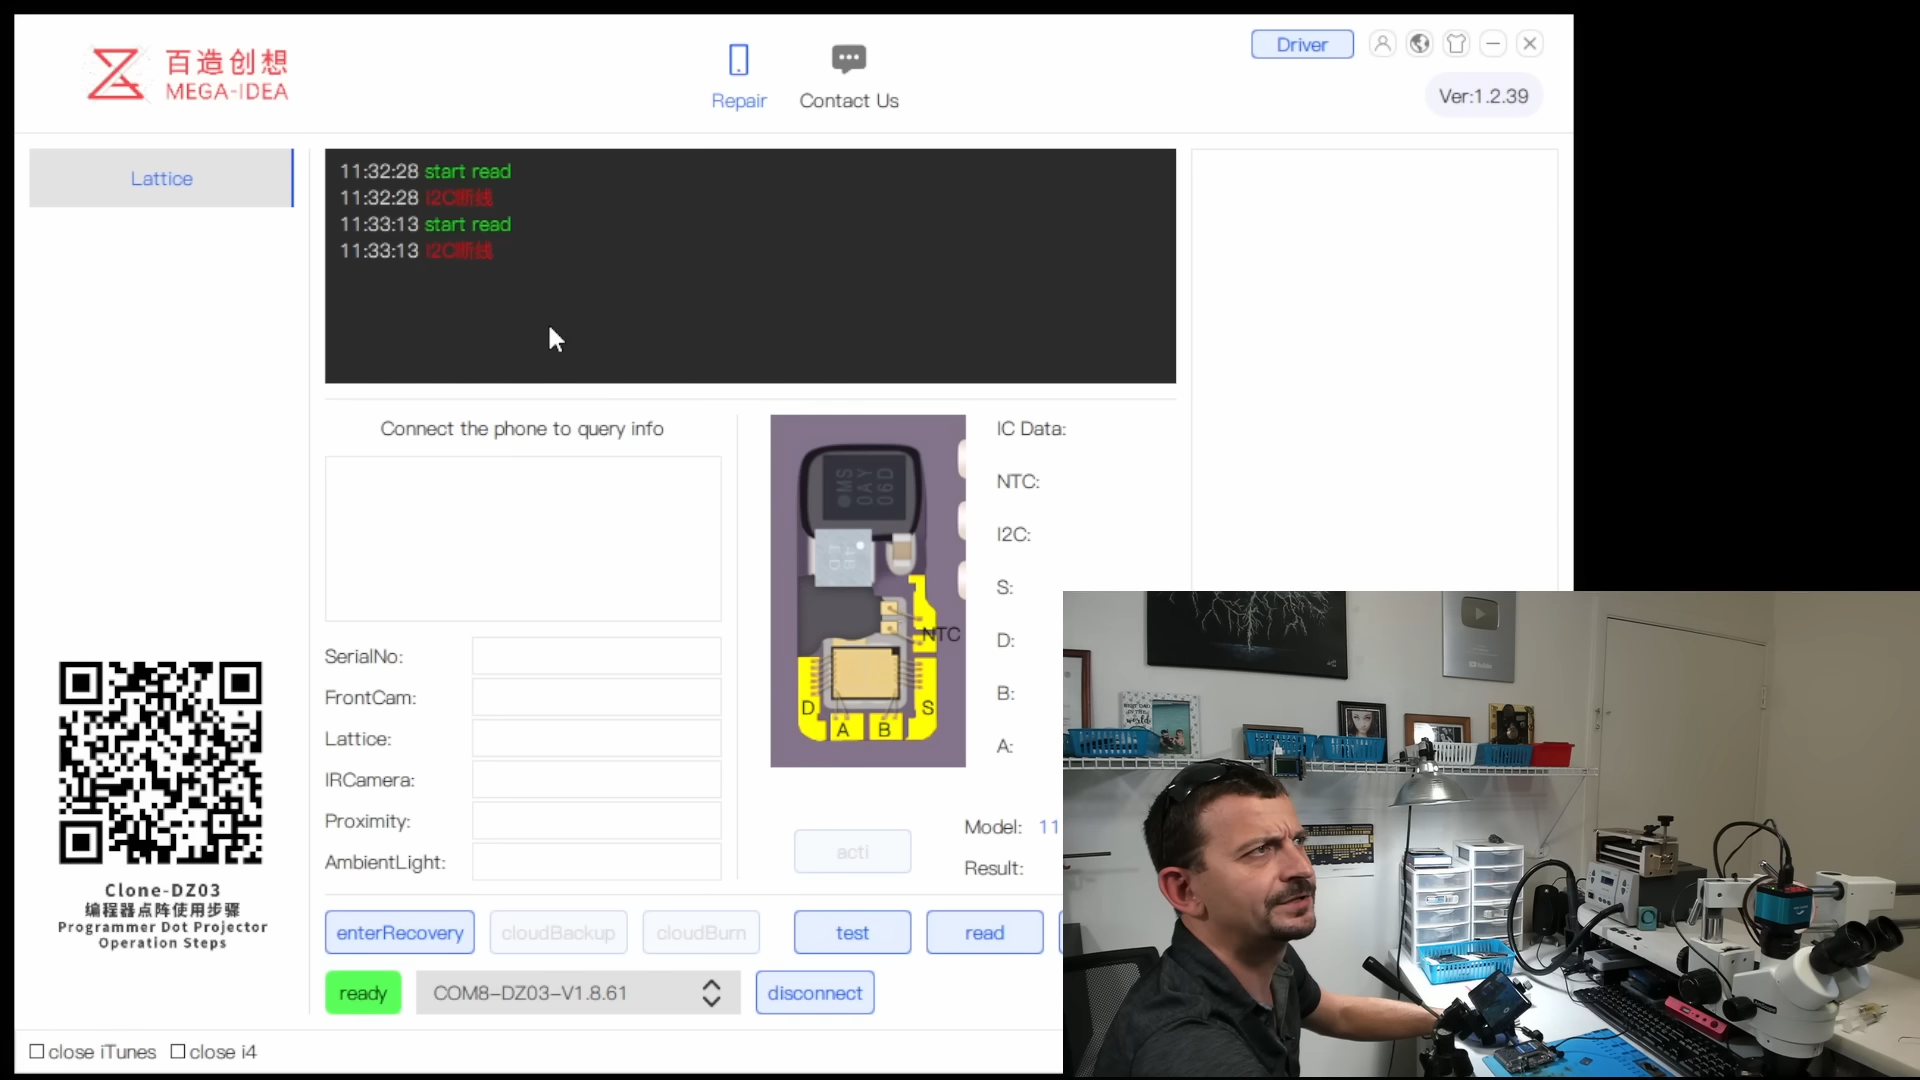 百造创想
MEGA-IDEA
Repair
Contact Us
Driver
Ver:1.2.39
Lattice
11:32:28 start read
11:32:28 I2C断线
11:33:13 start read
11:33:13 I2C断线
Connect the phone to query info
SerialNo:
FrontCam:
Lattice:
IRCamera:
Proximity:
AmbientLight:
MS
0AY
06D
NTC
D
A
B
S
IC Data:
NTC:
I2C:
S:
D:
B:
A:
acti
Model: 11
Result:
Clone-DZ03
编程器点阵使用步骤
Programmer Dot Projector
Operation Steps
enterRecovery
cloudBackup
cloudBurn
test
read
ready
COM8-DZ03-V1.8.61
disconnect
close iTunes
close i4